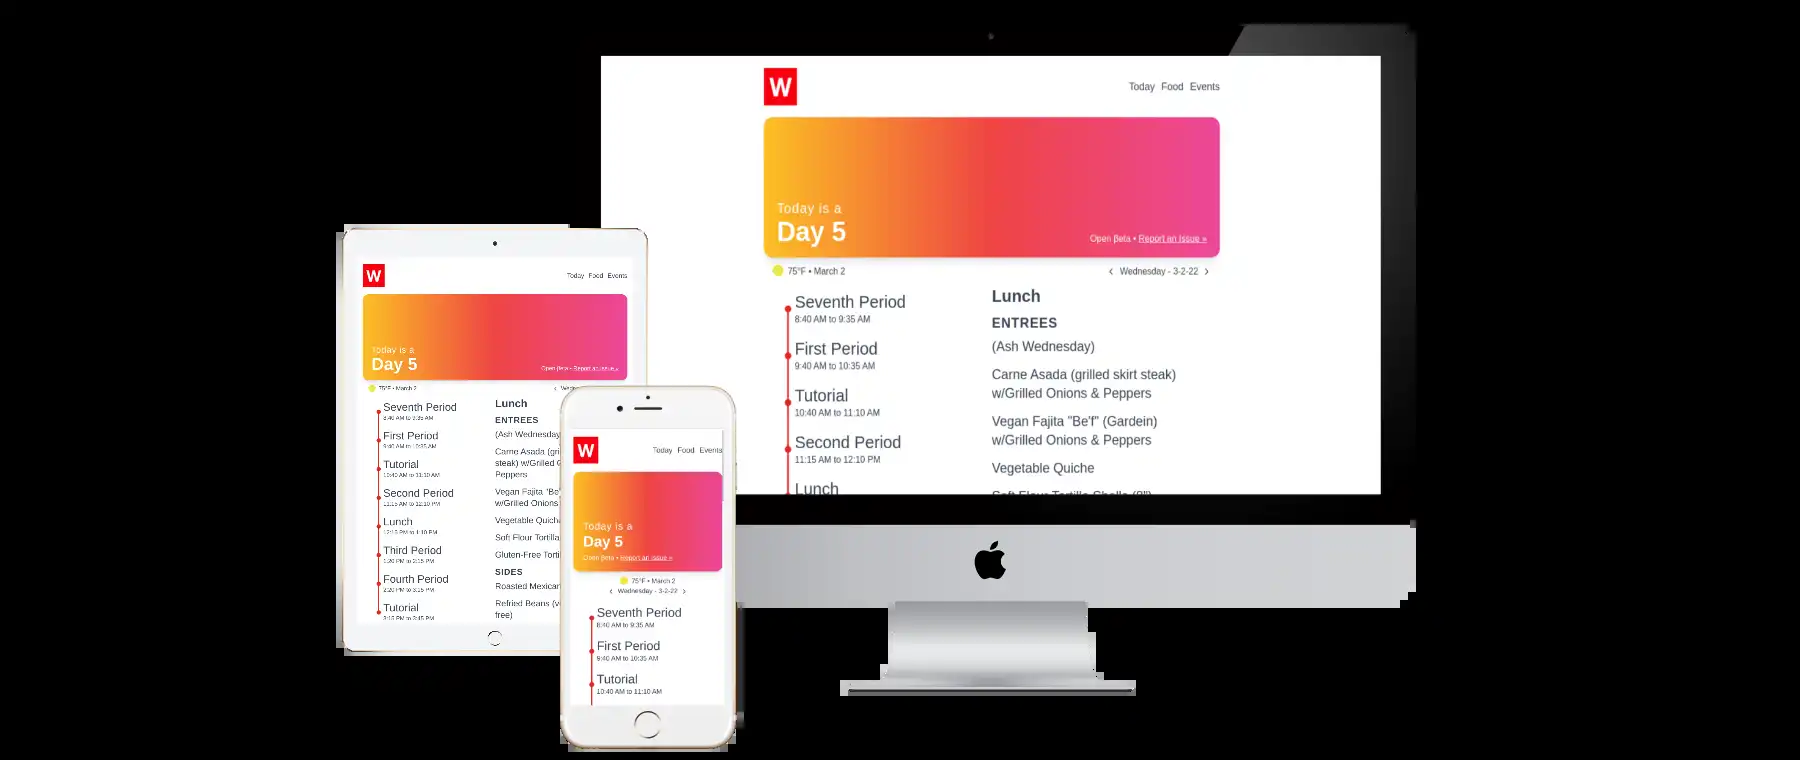 W
Today Food Events
Today is a
Day 5
Open βeta • Report an Issue »
75°F • March 2
‹ Wednesday - 3-2-22 ›
Seventh Period
8:40 AM to 9:35 AM
First Period
9:40 AM to 10:35 AM
Tutorial
10:40 AM to 11:10 AM
Second Period
11:15 AM to 12:10 PM
Lunch
Lunch
ENTREES
(Ash Wednesday)
Carne Asada (grilled skirt steak)
w/Grilled Onions & Peppers
Vegan Fajita "Be'f" (Gardein)
w/Grilled Onions & Peppers
Vegetable Quiche
Soft Flour Tortilla Shells (8")
W
Today Food Events
Today is a
Day 5
Open βeta • Report an Issue »
75°F • March 2
‹ Wedn
Seventh Period
8:40 AM to 9:35 AM
First Period
9:40 AM to 10:35 AM
Tutorial
10:40 AM to 11:10 AM
Second Period
11:15 AM to 12:10 PM
Lunch
12:15 PM to 1:10 PM
Third Period
1:20 PM to 2:15 PM
Fourth Period
2:20 PM to 3:15 PM
Tutorial
3:15 PM to 3:45 PM
Lunch
ENTREES
(Ash Wednesday
Carne Asada (gri
steak) w/Grilled
Peppers
Vegan Fajita "Be'
w/Grilled Onions
Vegetable Quich
Soft Flour Tortilla
Gluten-Free Torti
SIDES
Roasted Mexican
Refried Beans (v
free)
W
Today Food Events
Today is a
Day 5
Open βeta • Report an Issue »
75°F • March 2
‹ Wednesday - 3-2-22 ›
Seventh Period
8:40 AM to 9:35 AM
First Period
9:40 AM to 10:35 AM
Tutorial
10:40 AM to 11:10 AM